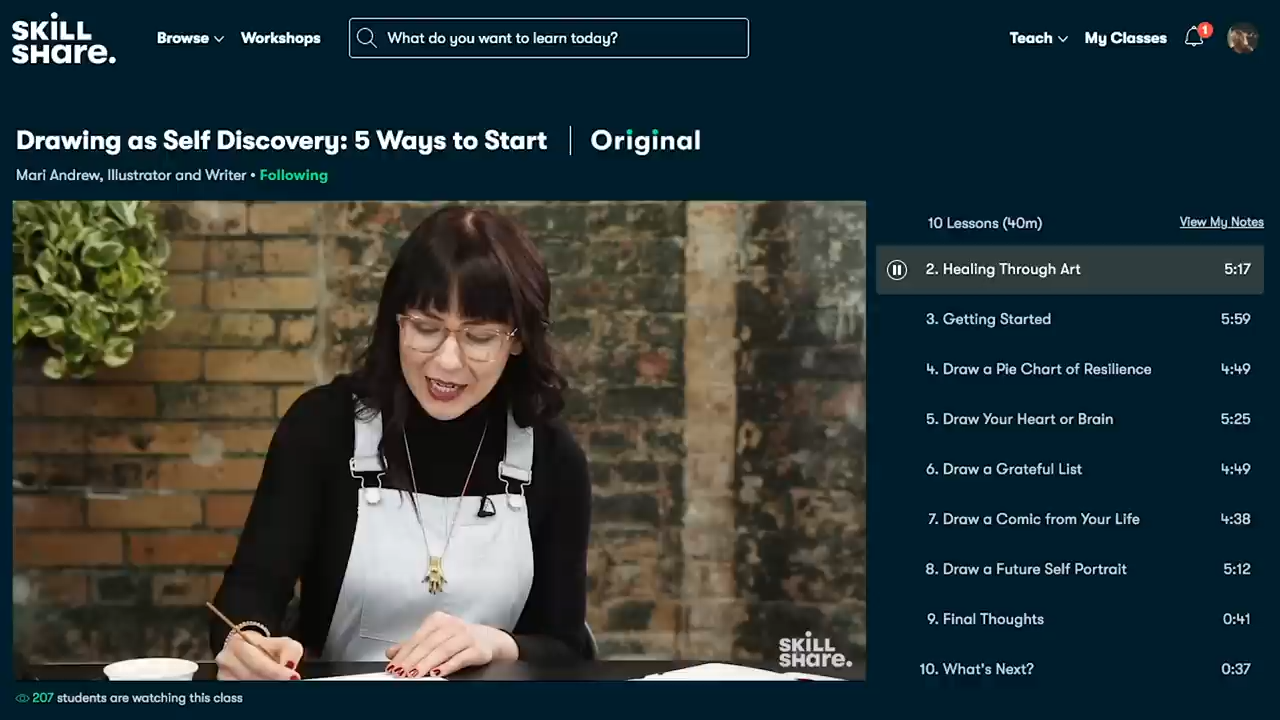 SKILL
SHare.
Browse
Workshops
What do you want to learn today?
Teach
My Classes
1
Drawing as Self Discovery: 5 Ways to Start | Original
Mari Andrew, Illustrator and Writer • Following
10 Lessons (40m)
View My Notes
2. Healing Through Art 5:17
3. Getting Started 5:59
4. Draw a Pie Chart of Resilience 4:49
5. Draw Your Heart or Brain 5:25
6. Draw a Grateful List 4:49
7. Draw a Comic from Your Life 4:38
8. Draw a Future Self Portrait 5:12
9. Final Thoughts 0:41
10. What's Next? 0:37
SKILL
SHare.
207 students are watching this class